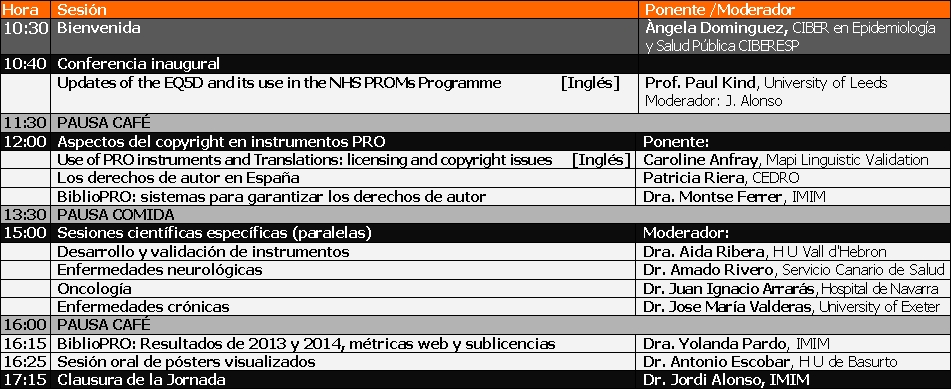 Hora Sesión Ponente /Moderador
10:30 Bienvenida Àngela Dominguez, CIBER en Epidemiología
y Salud Pública CIBERESP
10:40 Conferencia inaugural
Updates of the EQ5D and its use in the NHS PROMs Programme [Inglés] Prof. Paul Kind, University of Leeds
Moderador: J. Alonso
11:30 PAUSA CAFÉ
12:00 Aspectos del copyright en instrumentos PRO Ponente:
Use of PRO instruments and Translations: licensing and copyright issues [Inglés] Caroline Anfray, Mapi Linguistic Validation
Los derechos de autor en España Patricia Riera, CEDRO
BiblioPRO: sistemas para garantizar los derechos de autor Dra. Montse Ferrer, IMIM
13:30 PAUSA COMIDA
15:00 Sesiones científicas específicas (paralelas) Moderador:
Desarrollo y validación de instrumentos Dra. Aida Ribera, H U Vall d'Hebron
Enfermedades neurológicas Dr. Amado Rivero, Servicio Canario de Salud
Oncología Dr. Juan Ignacio Arrarás, Hospital de Navarra
Enfermedades crónicas Dr. Jose María Valderas, University of Exeter
16:00 PAUSA CAFÉ
16:15 BiblioPRO: Resultados de 2013 y 2014, métricas web y sublicencias Dra. Yolanda Pardo, IMIM
16:25 Sesión oral de pósters visualizados Dr. Antonio Escobar, H U de Basurto
17:15 Clausura de la Jornada Dr. Jordi Alonso, IMIM